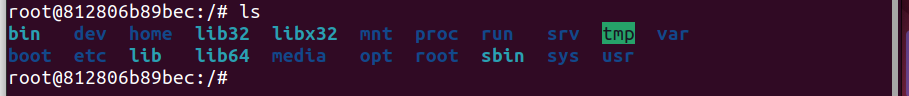 root@812806b89bec:/# ls
bin dev home lib32 libx32 mnt proc run srv tmp var
boot etc lib lib64 media opt root sbin sys usr
root@812806b89bec:/#